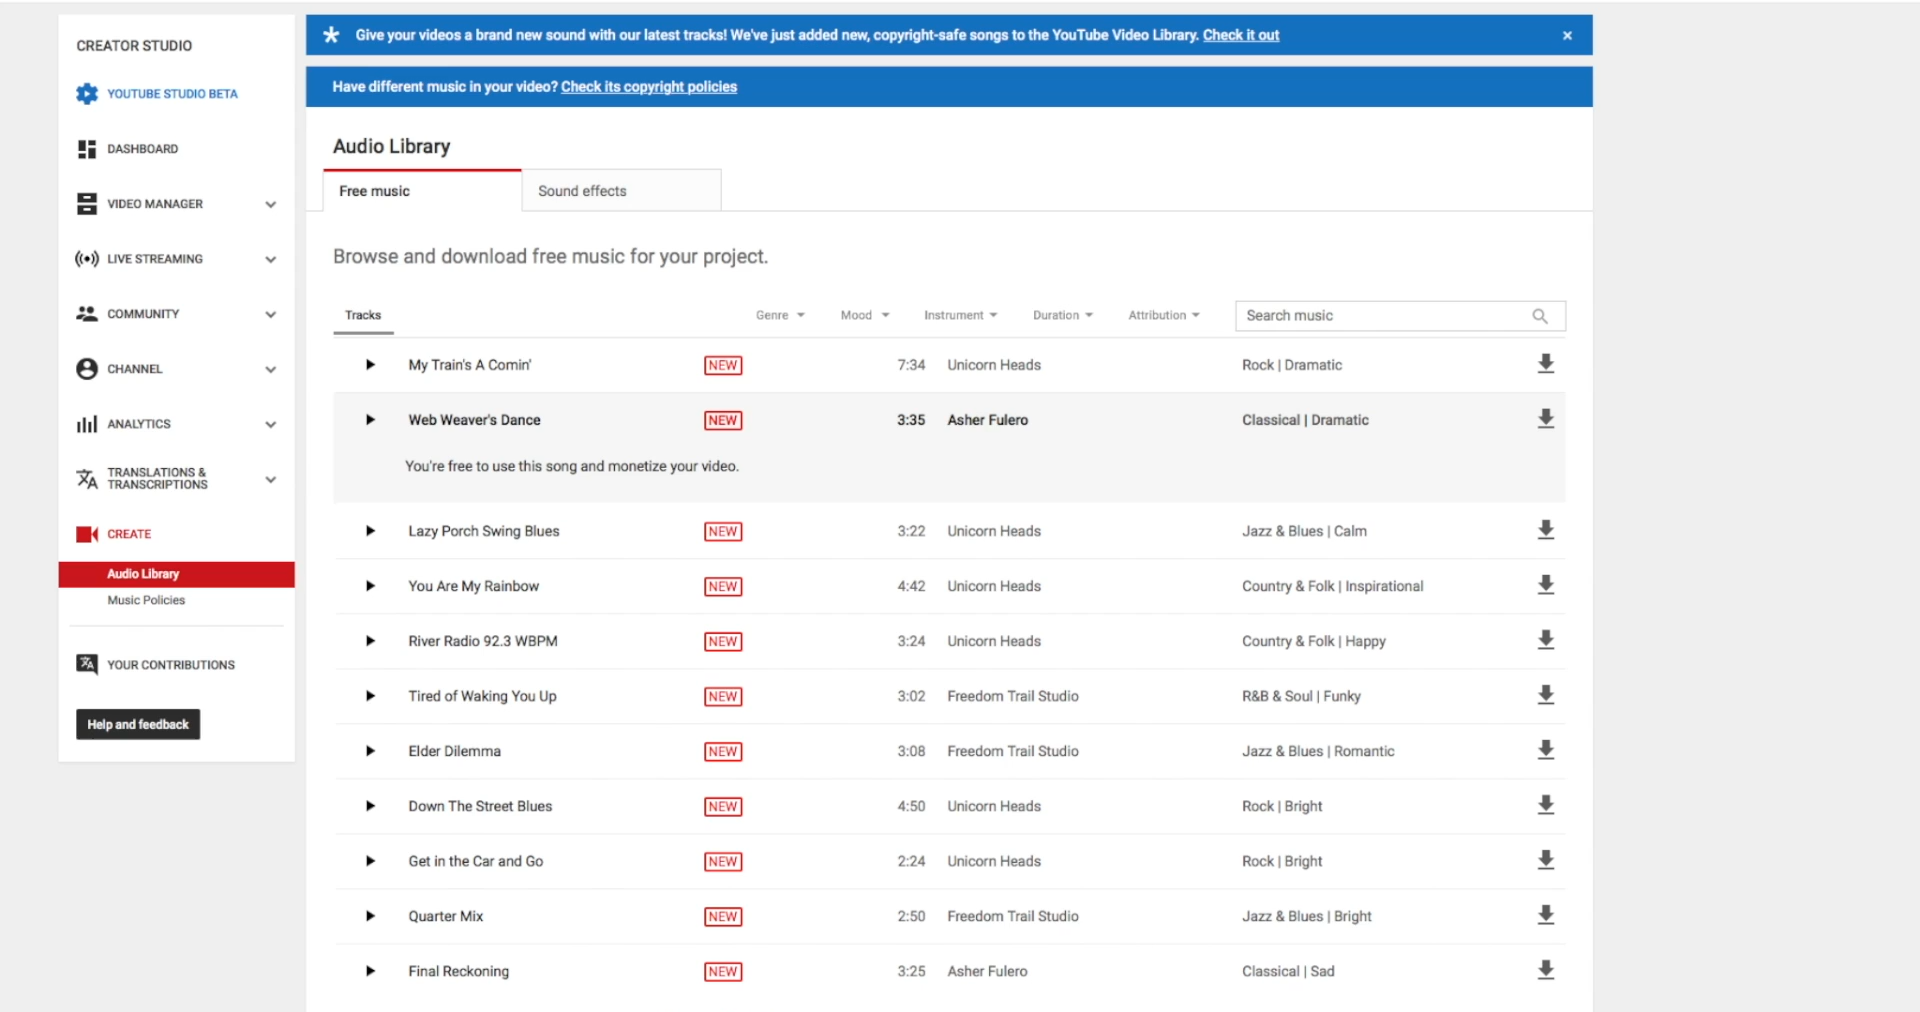 CREATOR STUDIO
YOUTUBE STUDIO BETA
DASHBOARD
VIDEO MANAGER
LIVE STREAMING
COMMUNITY
CHANNEL
ANALYTICS
TRANSLATIONS &
TRANSCRIPTIONS
CREATE
Audio Library
Music Policies
YOUR CONTRIBUTIONS
Help and feedback
Give your videos a brand new sound with our latest tracks! We've just added new, copyright-safe songs to the YouTube Video Library. Check it out
Have different music in your video? Check its copyright policies
Audio Library
Free music Sound effects
Browse and download free music for your project.
Tracks Genre Mood Instrument Duration Attribution Search music
My Train's A Comin' NEW 7:34 Unicorn Heads Rock | Dramatic
Web Weaver's Dance NEW 3:35 Asher Fulero Classical | Dramatic
You're free to use this song and monetize your video.
Lazy Porch Swing Blues NEW 3:22 Unicorn Heads Jazz & Blues | Calm
You Are My Rainbow NEW 4:42 Unicorn Heads Country & Folk | Inspirational
River Radio 92.3 WBPM NEW 3:24 Unicorn Heads Country & Folk | Happy
Tired of Waking You Up NEW 3:02 Freedom Trail Studio R&B & Soul | Funky
Elder Dilemma NEW 3:08 Freedom Trail Studio Jazz & Blues | Romantic
Down The Street Blues NEW 4:50 Unicorn Heads Rock | Bright
Get in the Car and Go NEW 2:24 Unicorn Heads Rock | Bright
Quarter Mix NEW 2:50 Freedom Trail Studio Jazz & Blues | Bright
Final Reckoning NEW 3:25 Asher Fulero Classical | Sad